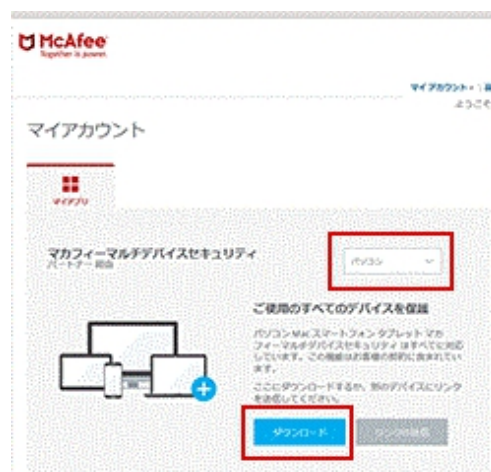 McAfee
Together is power.
マイアカウント
ようこそ
マイアカウント
マイアプリ
マカフィーマルチデバイスセキュリティ
パートナー 経由
パソコン
ご使用のすべてのデバイスを保護
パソコン Mac スマートフォン タブレット マカ
フィーマルチデバイスセキュリティ はすべてに対応
しています。この機能はお客様の契約に含まれてい
ます。
ここにダウンロードするか、別のデバイスにリンク
を送信してください。
ダウンロード
リンクの送信